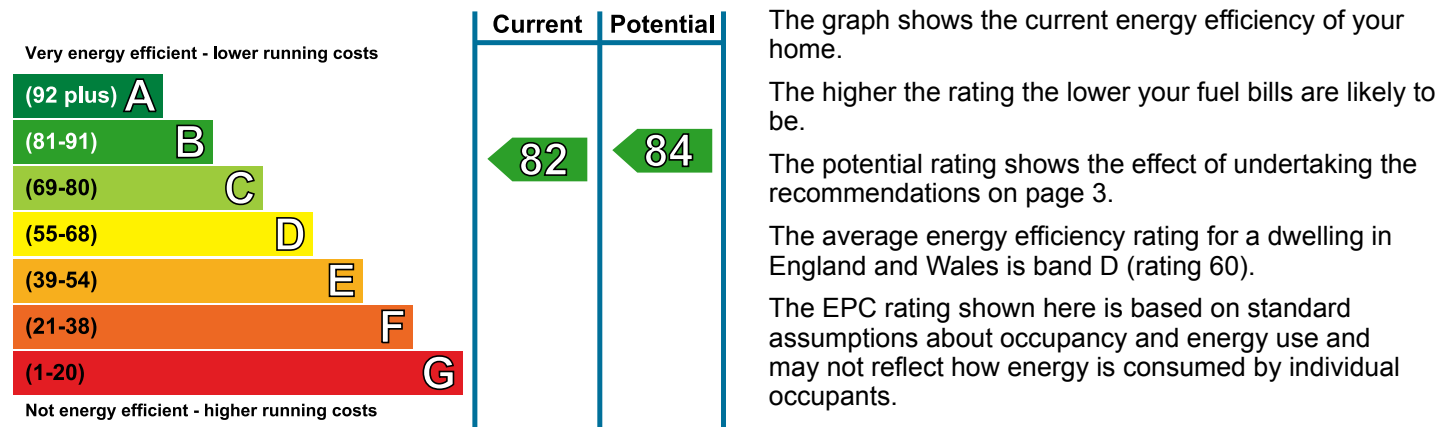 Current Potential
Very energy efficient - lower running costs
(92 plus) A
(81-91) B
82
84
(69-80) C
(55-68) D
(39-54) E
(21-38) F
(1-20) G
Not energy efficient - higher running costs
The graph shows the current energy efficiency of your
home.
The higher the rating the lower your fuel bills are likely to
be.
The potential rating shows the effect of undertaking the
recommendations on page 3.
The average energy efficiency rating for a dwelling in
England and Wales is band D (rating 60).
The EPC rating shown here is based on standard
assumptions about occupancy and energy use and
may not reflect how energy is consumed by individual
occupants.